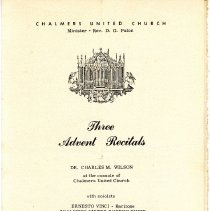 CHALMERS UNITED CHURCH
Minister - Rev. D. G. Paton
Three
Advent Recitals
DR. CHARLES M. WILSON
at the console of
Chalmers United Church
with soloists
ERNESTO VINCI - Baritone